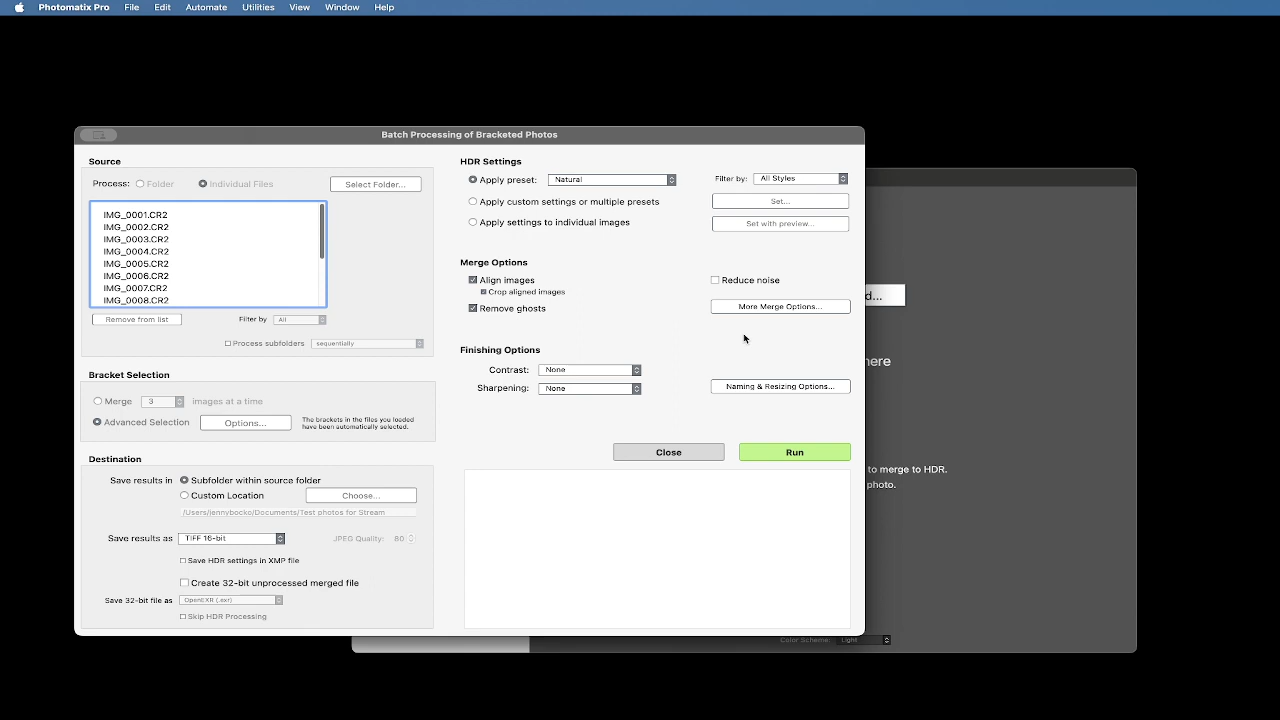 Photomatix Pro File Edit Automate Utilities View Window Help
Batch Processing of Bracketed Photos
Source
Process: Folder Individual Files Select Folder...
IMG_0001.CR2
IMG_0002.CR2
IMG_0003.CR2
IMG_0004.CR2
IMG_0005.CR2
IMG_0006.CR2
IMG_0007.CR2
IMG_0008.CR2
Remove from list Filter by All
Process subfolders sequentially
Bracket Selection
Merge 3 images at a time
Advanced Selection Options... The brackets in the files you loaded
have been automatically selected.
Destination
Save results in Subfolder within source folder
Custom Location Choose...
/Users/jennybocko/Documents/Test photos for Stream
Save results as TIFF 16-bit JPEG Quality: 80
Save HDR settings in XMP file
Create 32-bit unprocessed merged file
Save 32-bit file as OpenEXR (.exr)
Skip HDR Processing
HDR Settings
Apply preset: Natural Filter by: All Styles
Apply custom settings or multiple presets Set...
Apply settings to individual images Set with preview...
Merge Options
Align images Reduce noise
Crop aligned images
Remove ghosts More Merge Options...
Finishing Options
Contrast: None
Sharpening: None Naming & Resizing Options...
Close Run
d...
here
to merge to HDR.
photo.
Color Scheme: Light